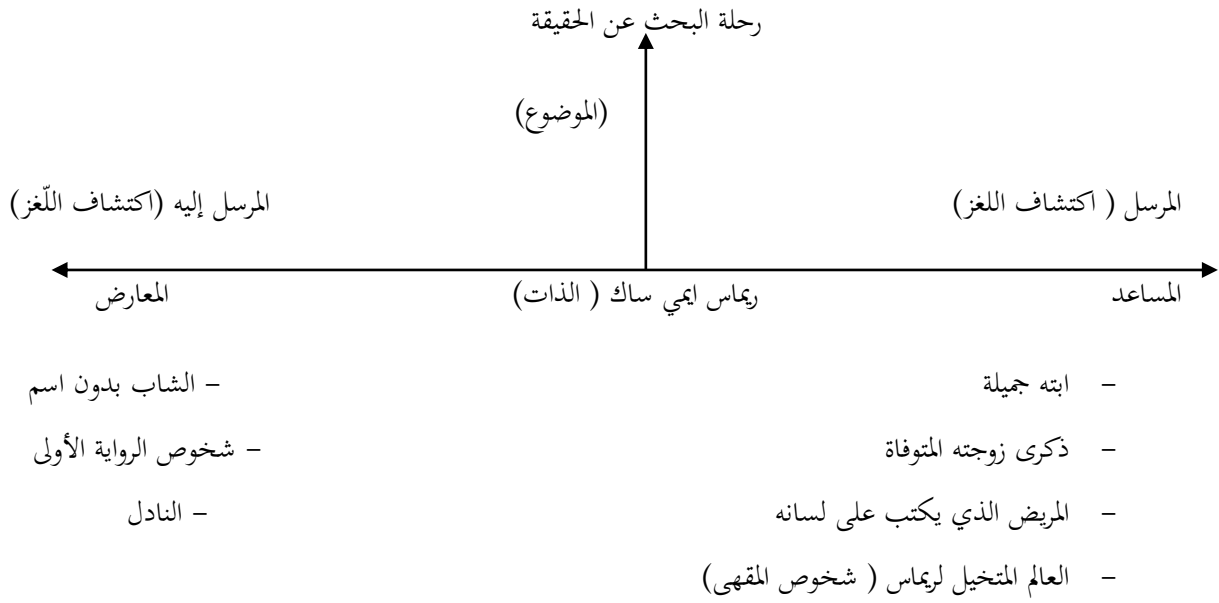 رحلة البحث عن الحقيقة
(الموضوع)
المرسل ( اكتشاف اللغز)
المرسل إليه (اكتشاف اللّغز)
المساعد
ريماس ايمي ساك ( الذات)
المعارض
– ابته جميلة
– الشاب بدون اسم
– ذكرى زوجته المتوفاة
– شخوص الرواية الأولى
– المريض الذي يكتب على لسانه
– النادل
– العالم المتخيل لريماس ( شخوص المقهى)